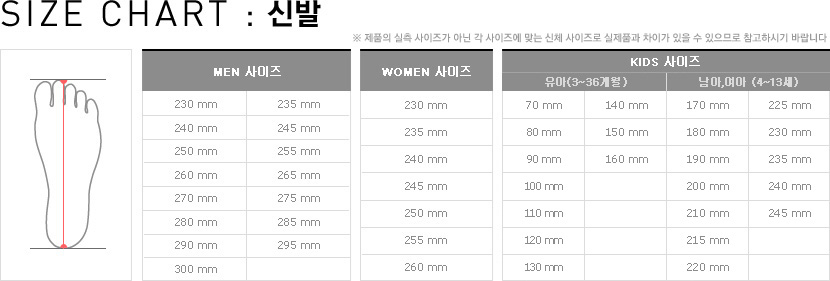 SIZE CHART : 신발
※ 제품의 실측 사이즈가 아닌 각 사이즈에 맞는 신체 사이즈로 실제품과 차이가 있을 수 있으므로 참고하시기 바랍니다
MEN 사이즈
230 mm 235 mm
240 mm 245 mm
250 mm 255 mm
260 mm 265 mm
270 mm 275 mm
280 mm 285 mm
290 mm 295 mm
300 mm
WOMEN 사이즈
230 mm
235 mm
240 mm
245 mm
250 mm
255 mm
260 mm
KIDS 사이즈
유아(3~36개월) 남아,여아 (4~13세)
70 mm 140 mm 170 mm 225 mm
80 mm 150 mm 180 mm 230 mm
90 mm 160 mm 190 mm 235 mm
100 mm 200 mm 240 mm
110 mm 210 mm 245 mm
120 mm 215 mm
130 mm 220 mm